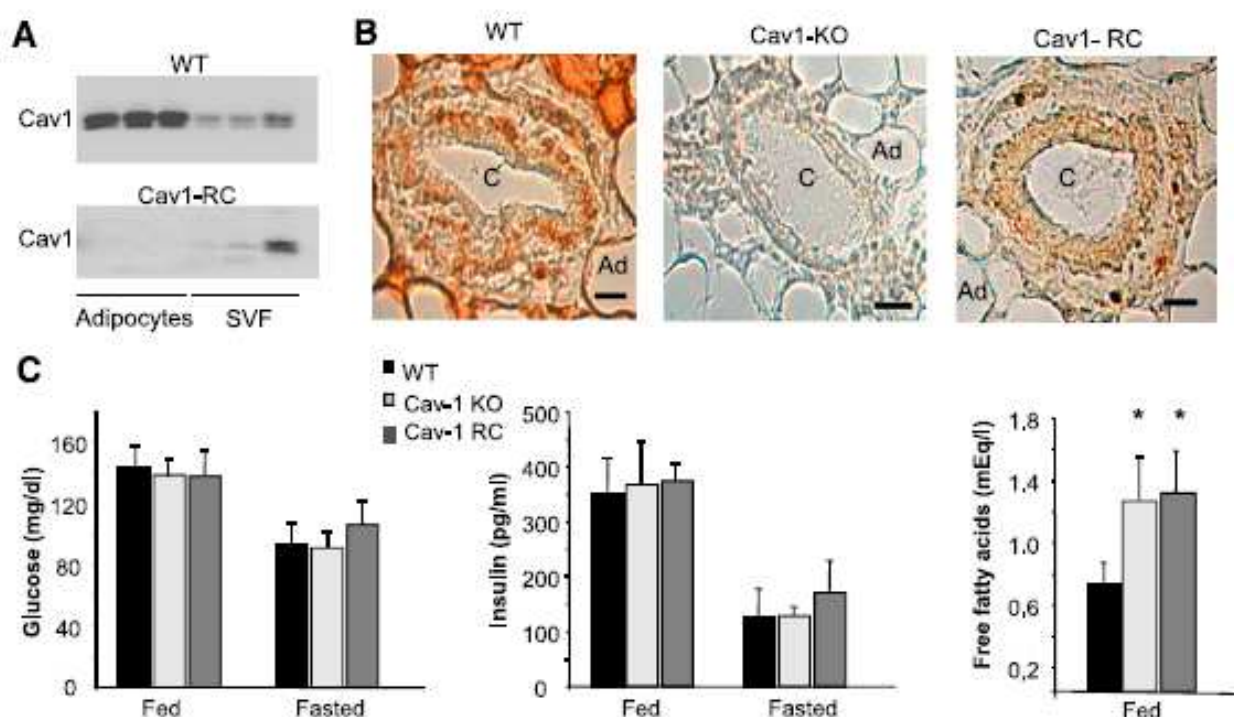 A
WT
Cav1
Cav1-RC
Cav1
Adipocytes SVF
B
WT
Cav1-KO
Cav1- RC
C
Ad
C
Ad
C
Ad
C
WT
Cav-1 KO
Cav-1 RC
Glucose (mg/dl)
160
120
80
40
0
Fed
Fasted
Insulin (pg/ml)
500
400
300
200
100
0
Fed
Fasted
Free fatty acids (mEq/l)
1.8
1.4
1.0
0,6
0,2
* *
Fed